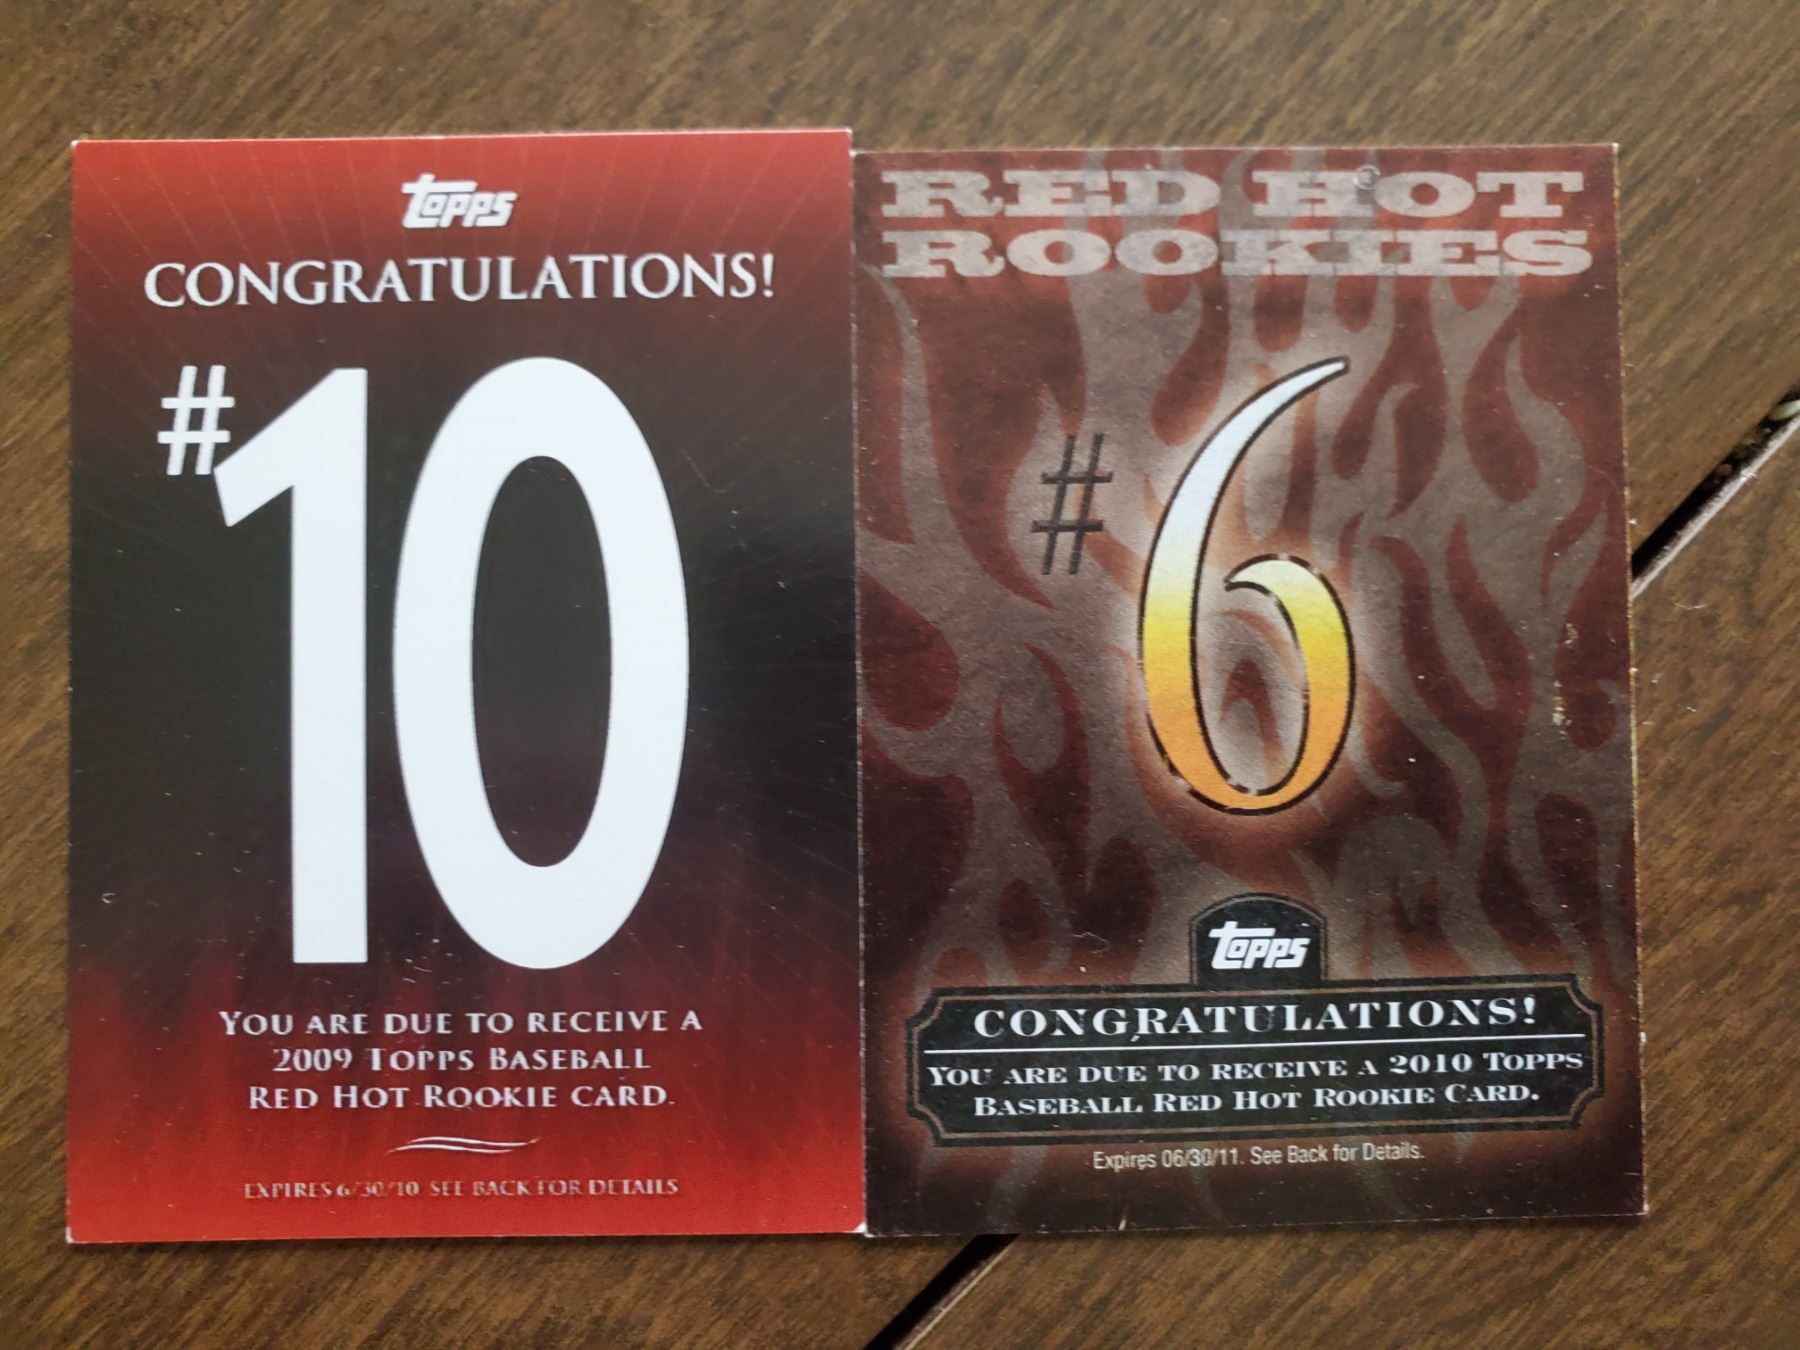 Topps
CONGRATULATIONS!
#10
YOU ARE DUE TO RECEIVE A
2009 TOPPS BASEBALL
RED HOT ROOKIE CARD.
EXPIRES 6/30/10 SEE BACK FOR DETAILS
RED HOT
ROOKIES
#6
Topps
CONGRATULATIONS!
YOU ARE DUE TO RECEIVE A 2010 TOPPS
BASEBALL RED HOT ROOKIE CARD.
Expires 06/30/11. See Back for Details.